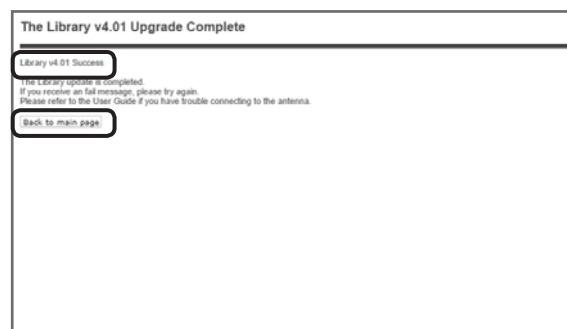 The Library v4.01 Upgrade Complete
Library v4.01 Success
The Library update is completed.
If you receive an fail message, please try again.
Please refer to the User Guide if you have trouble connecting to the antenna.
Back to main page